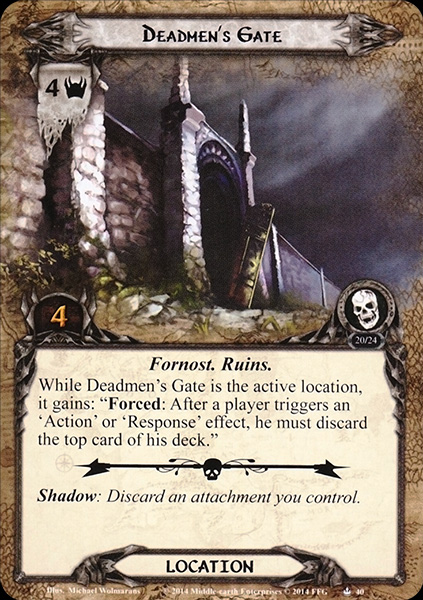 Deadmen's Gate
4
4
20/24
Fornost. Ruins.
While Deadmen's Gate is the active location,
it gains: “Forced: After a player triggers an
‘Action’ or ‘Response’ effect, he must discard
the top card of his deck.”
Shadow: Discard an attachment you control.
LOCATION
Illus. Michael Wolmarans © 2014 Middle-earth Enterprises © 2014 FFG 40